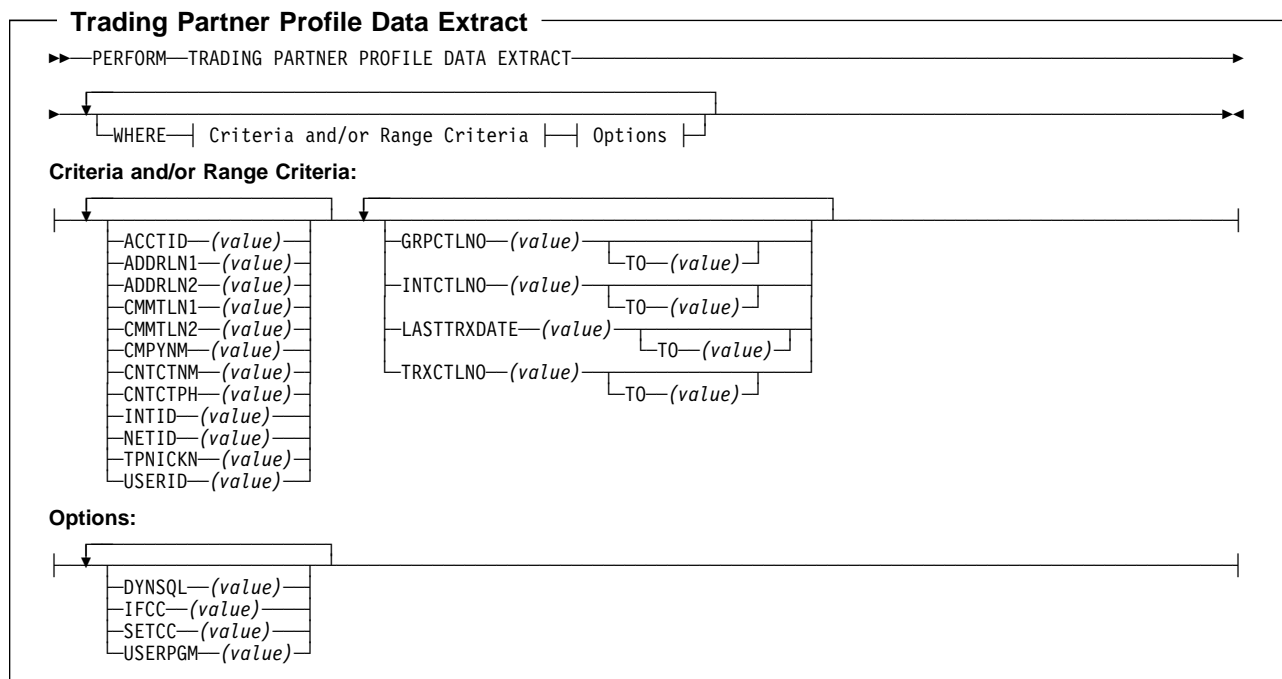 Trading Partner Profile Data Extract
PERFORM TRADING PARTNER PROFILE DATA EXTRACT
WHERE Criteria and/or Range Criteria Options
Criteria and/or Range Criteria:
ACCTID (value)
ADDRLN1 (value)
ADDRLN2 (value)
CMMTLN1 (value)
CMMTLN2 (value)
CMPYNM (value)
CNTCTNM (value)
CNTCTPH (value)
INTID (value)
NETID (value)
TPNICKN (value)
USERID (value)
GRPCTLNO (value)
TO (value)
INTCTLNO (value)
TO (value)
LASTTRXDATE (value)
TO (value)
TRXCTLNO (value)
TO (value)
Options:
DYNSQL (value)
IFCC (value)
SETCC (value)
USERPGM (value)